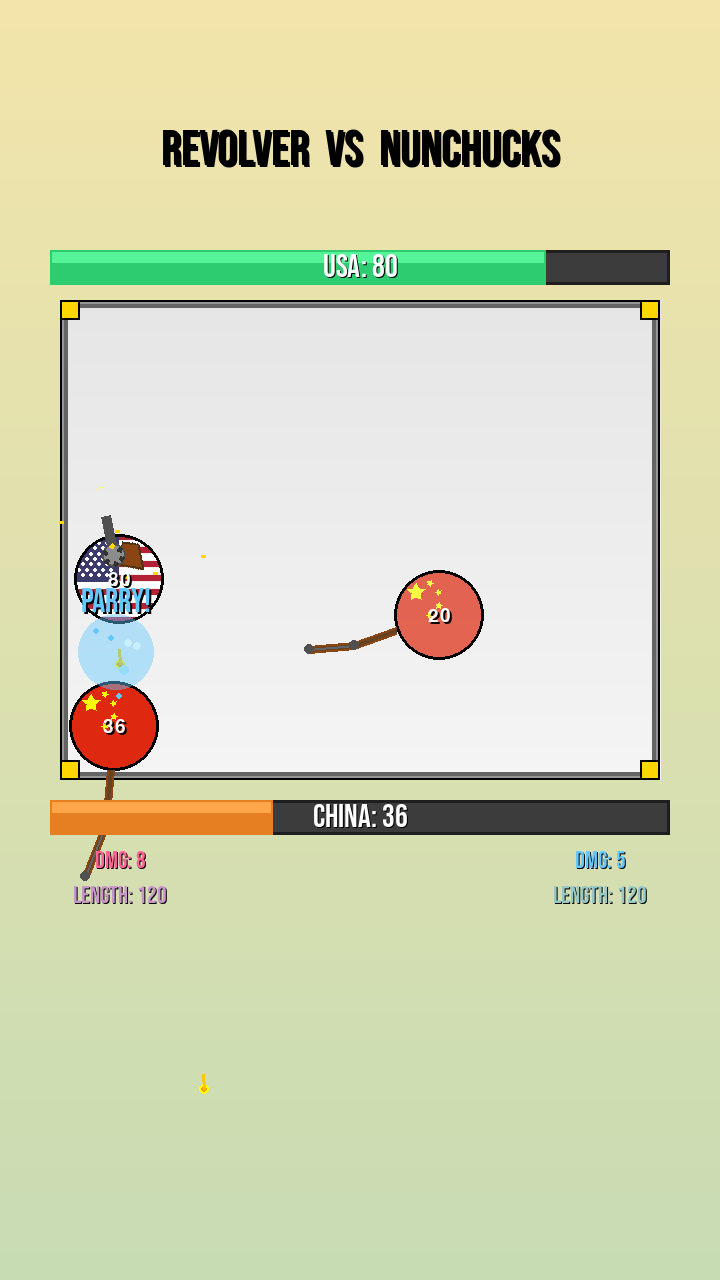 REVOLVER VS NUNCHUCKS
USA: 80
80
PARRY!
20
36
CHINA: 36
DMG: 8
DMG: 5
LENGTH: 120
LENGTH: 120